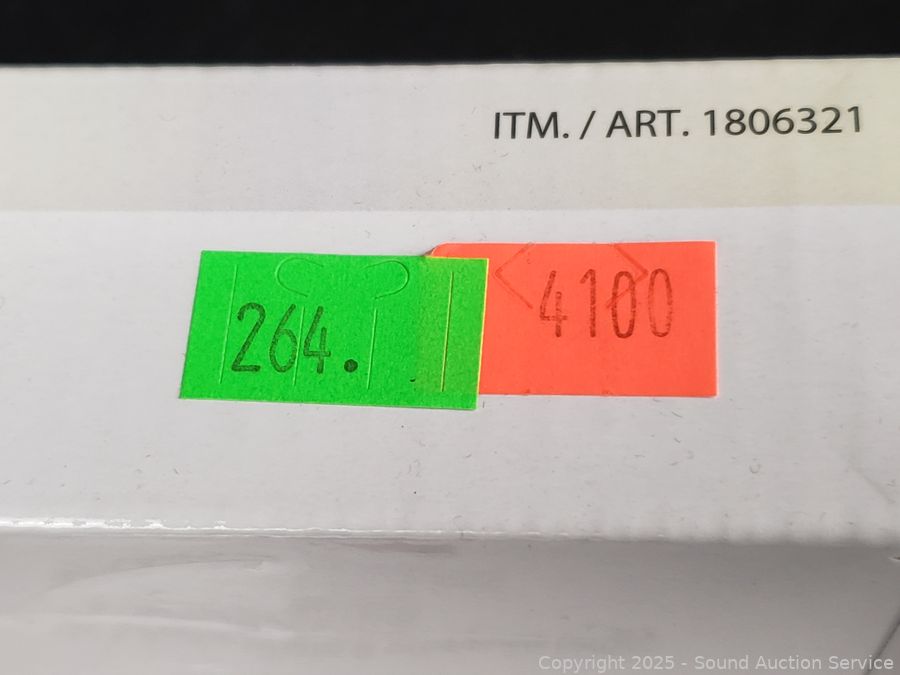 ITM. / ART. 1806321
264.
4100
Copyright © 2025 - Sound Auction Service